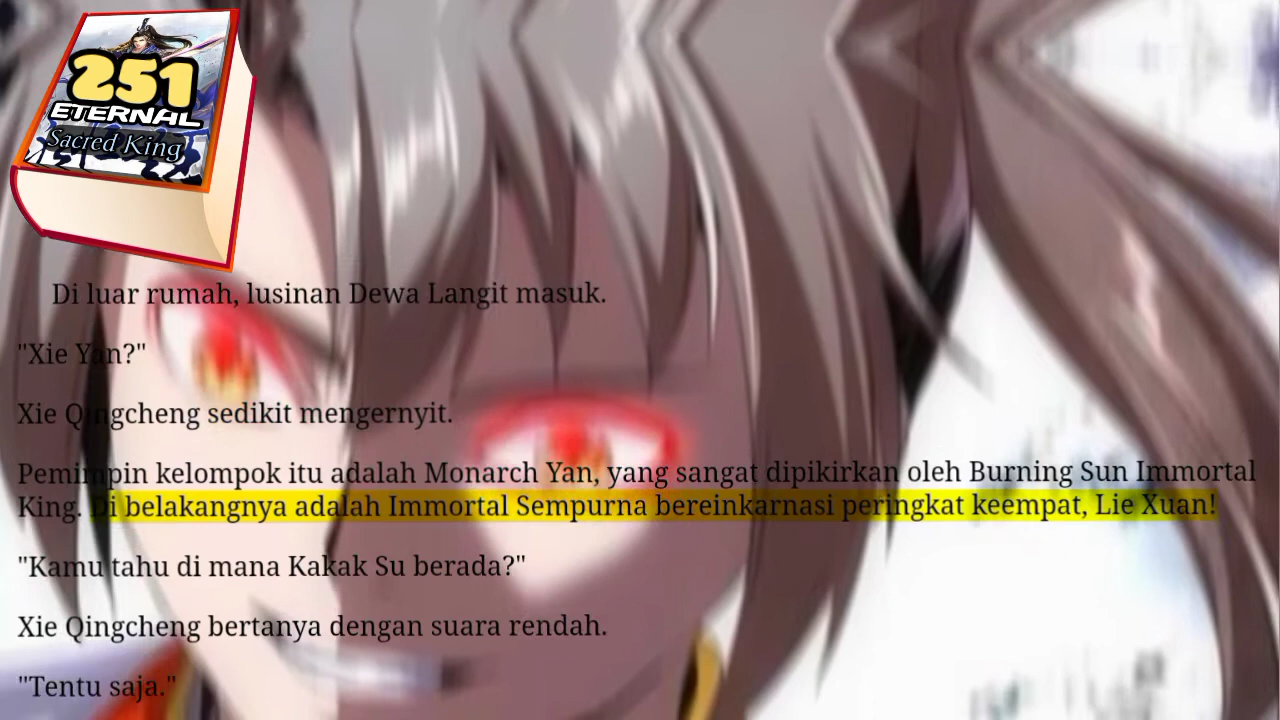 251
ETERNAL
Sacred King
Di luar rumah, lusinan Dewa Langit masuk.
"Xie Yan?"
Xie Qingcheng sedikit mengernyit.
Pemimpin kelompok itu adalah Monarch Yan, yang sangat dipikirkan oleh Burning Sun Immortal
King. Di belakangnya adalah Immortal Sempurna bereinkarnasi peringkat keempat, Lie Xuan!
"Kamu tahu di mana Kakak Su berada?"
Xie Qingcheng bertanya dengan suara rendah.
"Tentu saja."